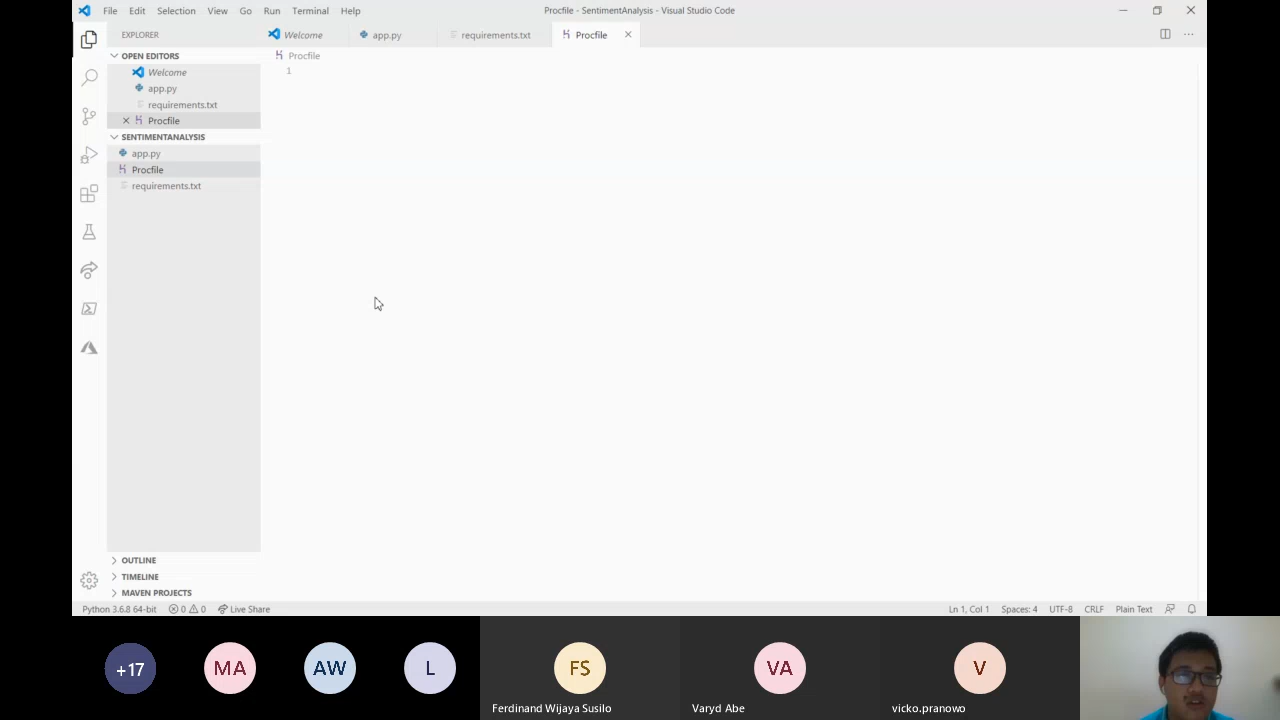 File Edit Selection View Go Run Terminal Help
Procfile - SentimentAnalysis - Visual Studio Code
EXPLORER
Welcome
app.py
requirements.txt
Procfile
OPEN EDITORS
Procfile
Welcome
1
app.py
requirements.txt
Procfile
SENTIMENTANALYSIS
app.py
Procfile
requirements.txt
OUTLINE
TIMELINE
MAVEN PROJECTS
Python 3.6.8 64-bit 0 0 Live Share
Ln 1, Col 1 Spaces: 4 UTF-8 CRLF Plain Text
+17
MA
AW
L
FS
VA
V
Ferdinand Wijaya Susilo
Varyd Abe
vicko.pranowo